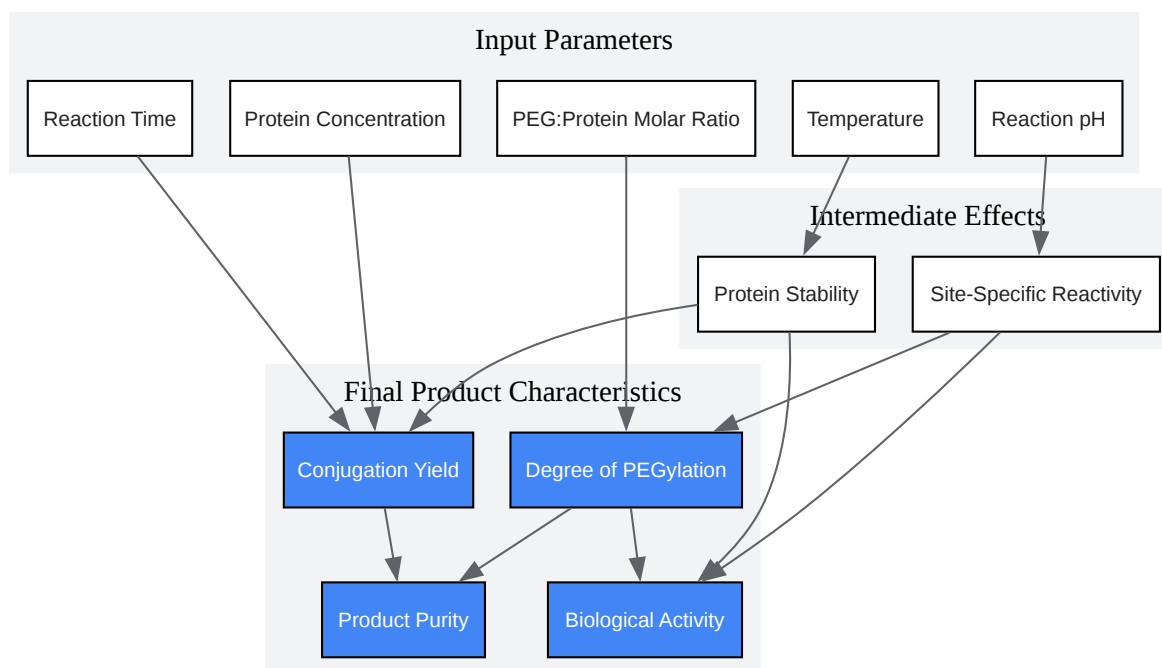 Input Parameters
Reaction Time
Protein Concentration
PEG:Protein Molar Ratio
Temperature
Reaction pH
Intermediate Effects
Protein Stability
Site-Specific Reactivity
Final Product Characteristics
Conjugation Yield
Degree of PEGylation
Product Purity
Biological Activity